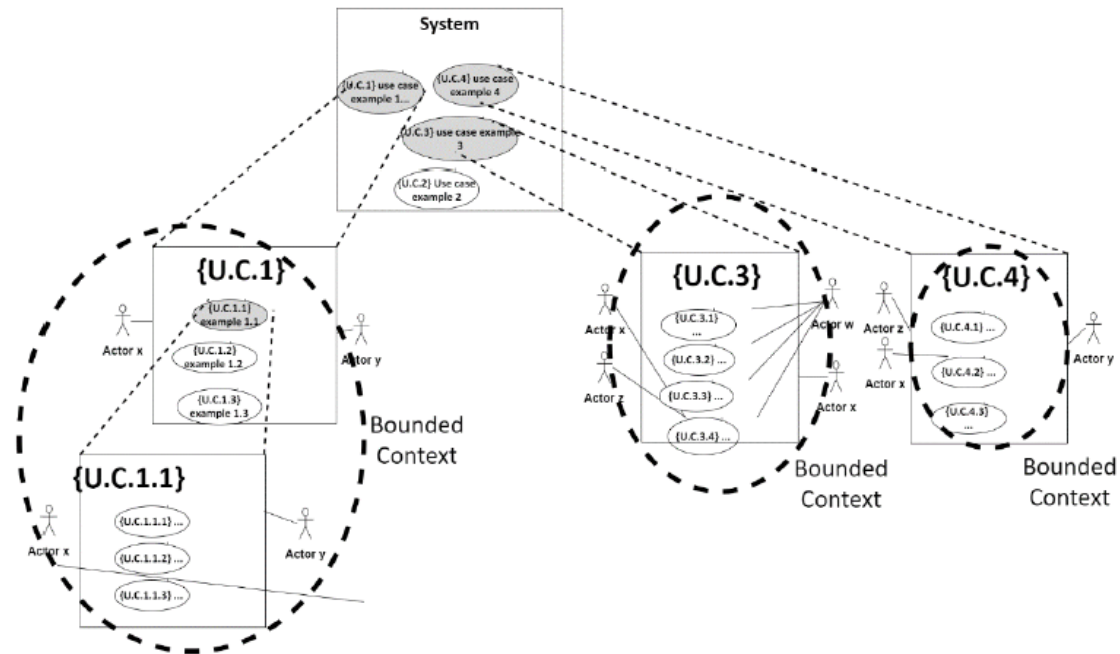 System
{U.C.1} use case
example 1...
{U.C.4} use case
example 4
{U.C.3} use case example
3
{U.C.2} Use case
example 2
{U.C.1}
{U.C.1.1}
example 1.1
{U.C.1.2}
example 1.2
{U.C.1.3}
example 1.3
Actor x
Actor y
Bounded
Context
{U.C.1.1}
{U.C.1.1.1} ...
{U.C.1.1.2} ...
{U.C.1.1.3} ...
Actor x
Actor y
{U.C.3}
{U.C.3.1}
...
{U.C.3.2} ...
{U.C.3.3} ...
{U.C.3.4} ...
Actor x
Actor z
Actor w
Actor x
Bounded
Context
{U.C.4}
{U.C.4.1} ...
{U.C.4.2} ...
{U.C.4.3}
...
Actor z
Actor x
Actor y
Bounded
Context